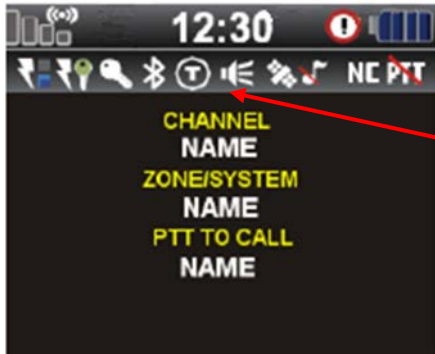 12:30
T NC PTT
CHANNEL
NAME
ZONE/SYSTEM
NAME
PTT TO CALL
NAME